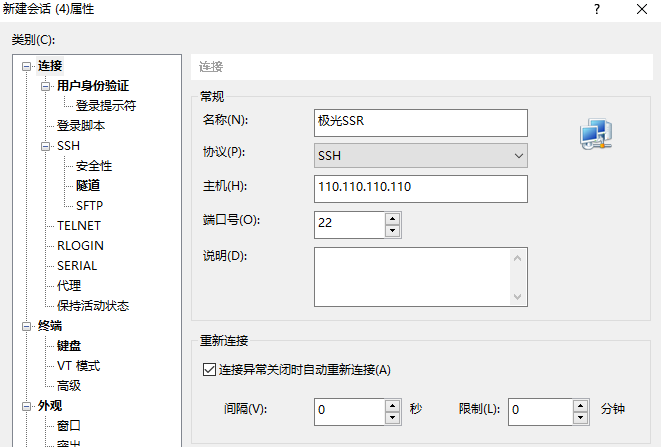 新建会话 (4)属性
?
类别(C):
连接
用户身份验证
登录提示符
登录脚本
SSH
安全性
隧道
SFTP
TELNET
RLOGIN
SERIAL
代理
保持活动状态
终端
键盘
VT 模式
高级
外观
窗口
突出
连接
常规
名称(N):
极光SSR
协议(P):
SSH
主机(H):
110.110.110.110
端口号(O):
22
说明(D):
重新连接
连接异常关闭时自动重新连接(A)
间隔(V):
0
秒
限制(L):
0
分钟